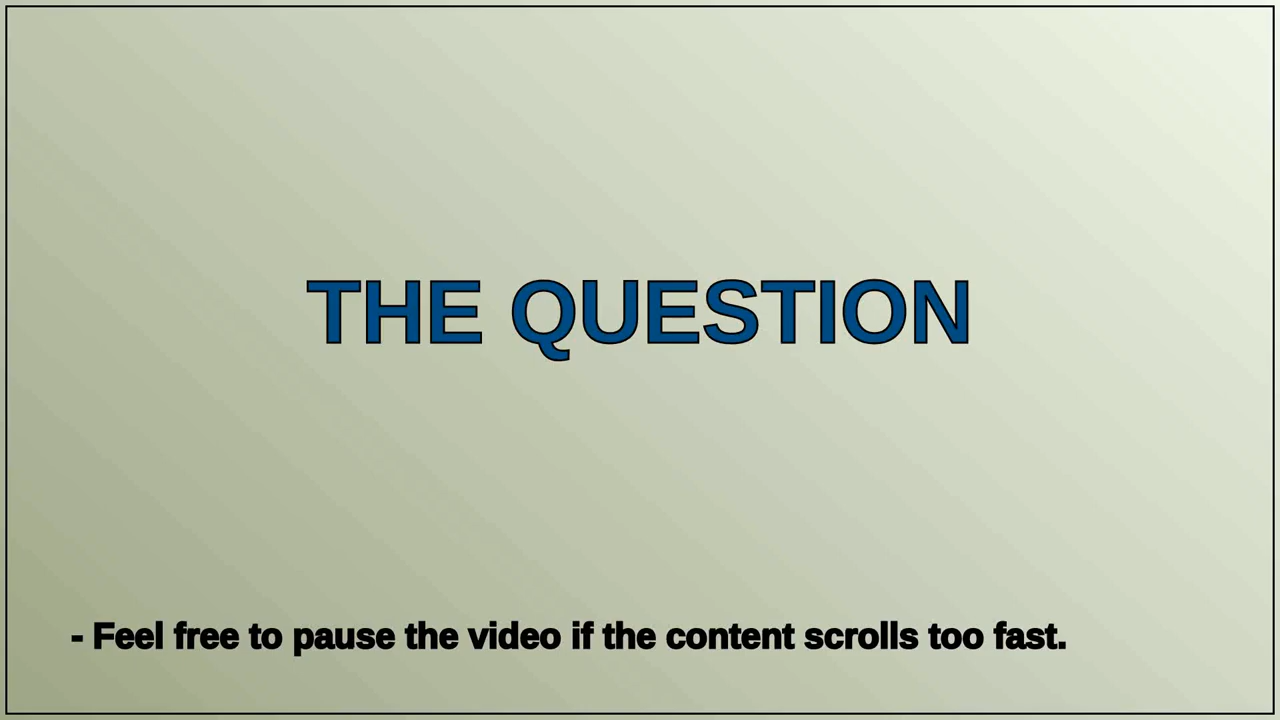 THE QUESTION
- Feel free to pause the video if the content scrolls too fast.